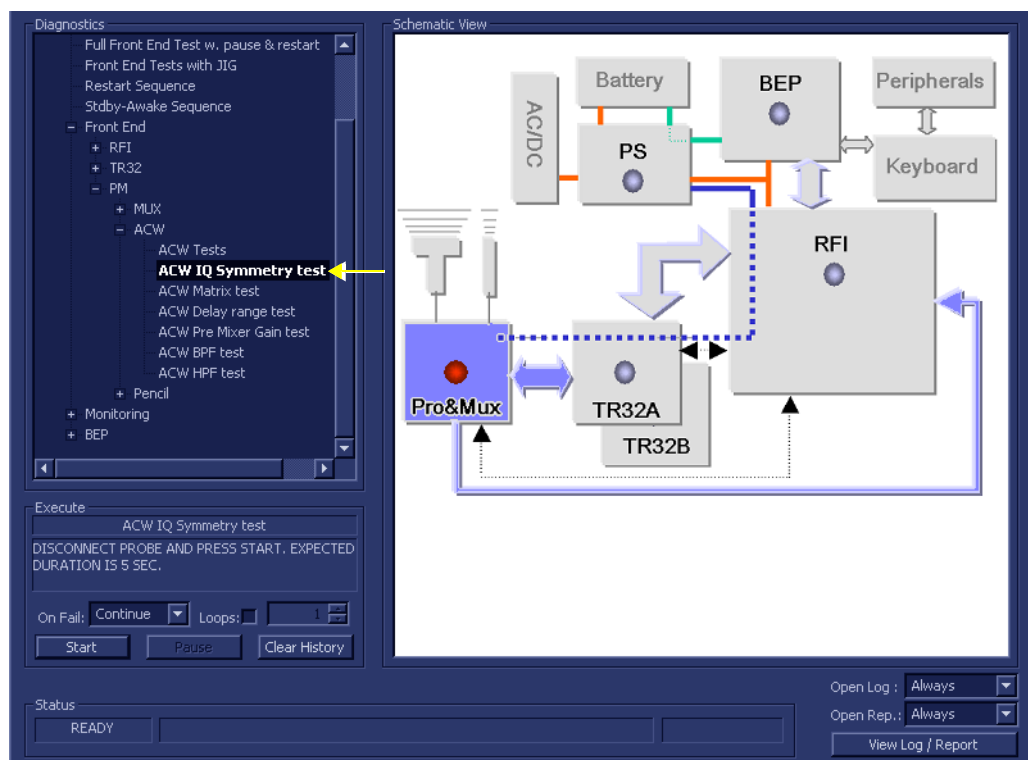 Diagnostics
Full Front End Test w. pause & restart
Front End Tests with JIG
Restart Sequence
Stdby-Awake Sequence
Front End
RFI
TR32
PM
MUX
ACW
ACW Tests
ACW IQ Symmetry test
ACW Matrix test
ACW Delay range test
ACW Pre Mixer Gain test
ACW BPF test
ACW HPF test
Pencil
Monitoring
BEP
Execute
ACW IQ Symmetry test
DISCONNECT PROBE AND PRESS START. EXPECTED
DURATION IS 5 SEC.
On Fail: Continue Loops: 1
Start Pause Clear History
Schematic View
AC/DC
Battery
BEP
Peripherals
PS
Keyboard
RFI
Pro&Mux
TR32A
TR32B
Status
READY
Open Log : Always
Open Rep.: Always
View Log / Report